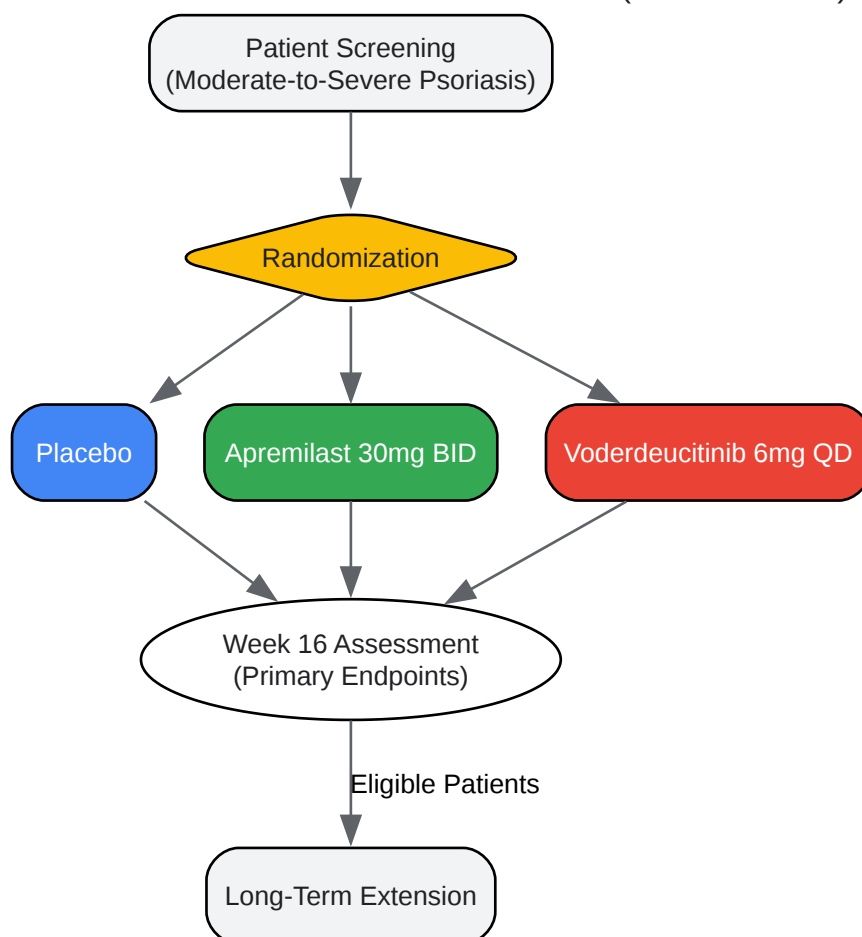 Patient Screening
(Moderate-to-Severe Psoriasis)
Randomization
Placebo
Apremilast 30mg BID
Voderdeucitinib 6mg QD
Week 16 Assessment
(Primary Endpoints)
Eligible Patients
Long-Term Extension